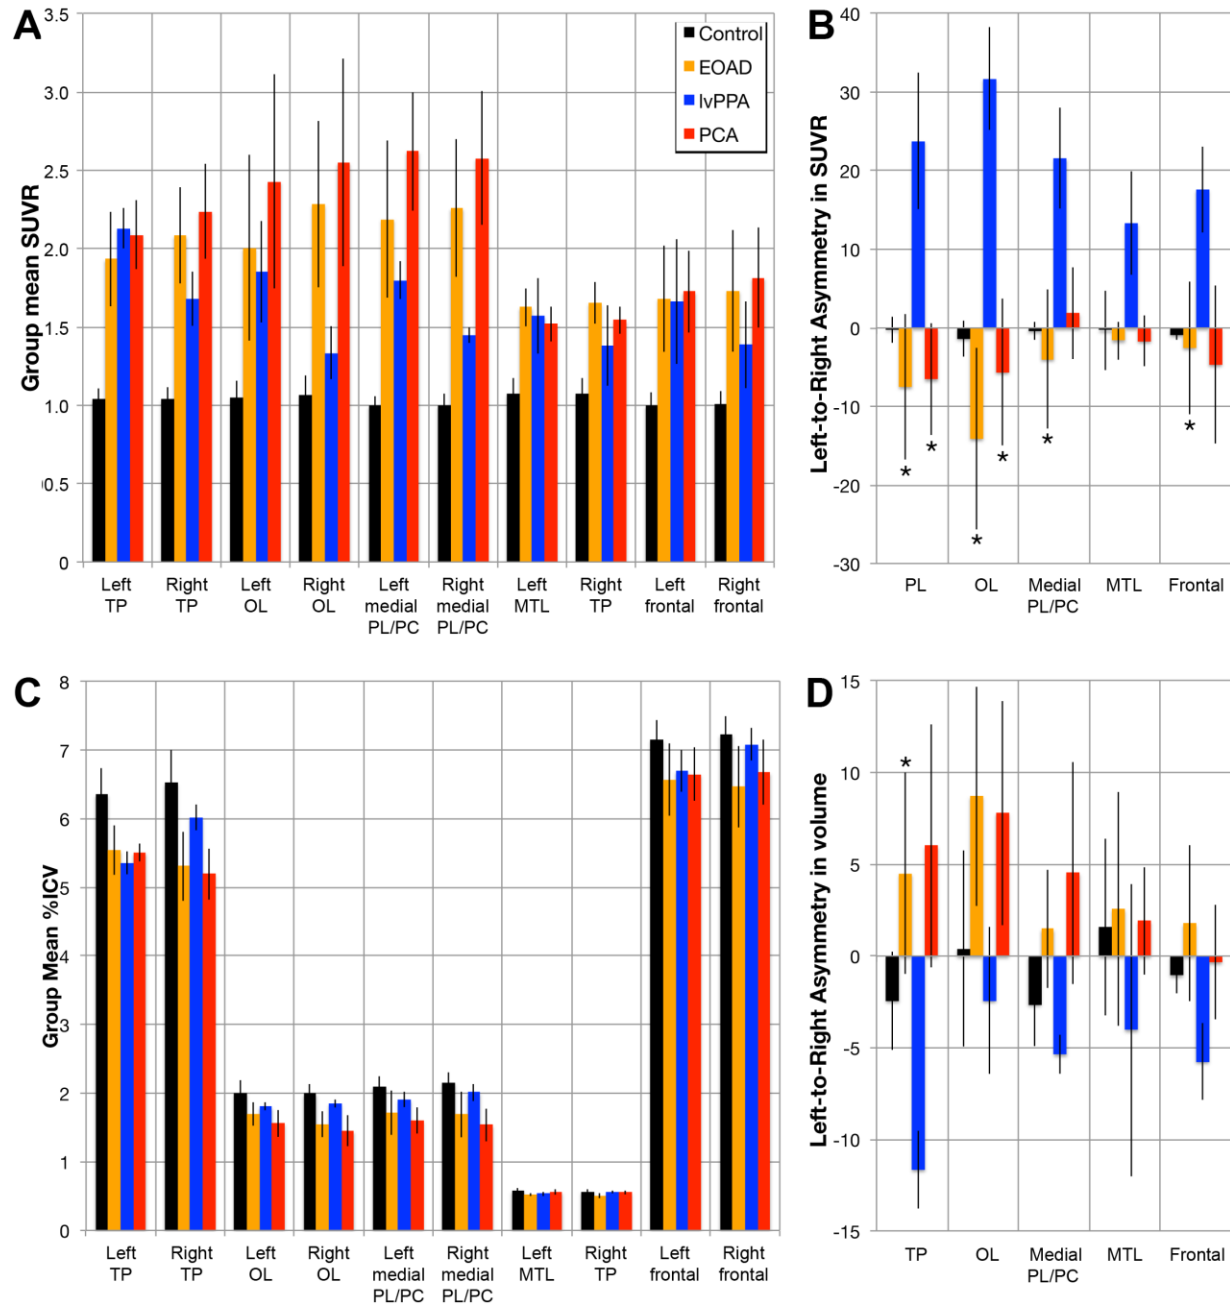 A
Group mean SUVR
3.5
3.0
2.5
2.0
1.5
1.0
0.5
0
Control
EOAD
lvPPA
PCA
Left TP
Right TP
Left OL
Right OL
Left medial PL/PC
Right medial PL/PC
Left MTL
Right TP
Left frontal
Right frontal
B
Left-to-Right Asymmetry in SUVR
40
30
20
10
0
-10
-20
-30
*
*
*
*
*
*
PL
OL
Medial PL/PC
MTL
Frontal
C
Group Mean %ICV
8
7
6
5
4
3
2
1
0
Left TP
Right TP
Left OL
Right OL
Left medial PL/PC
Right medial PL/PC
Left MTL
Right TP
Left frontal
Right frontal
D
Left-to-Right Asymmetry in volume
15
10
5
0
-5
-10
-15
*
TP
OL
Medial PL/PC
MTL
Frontal